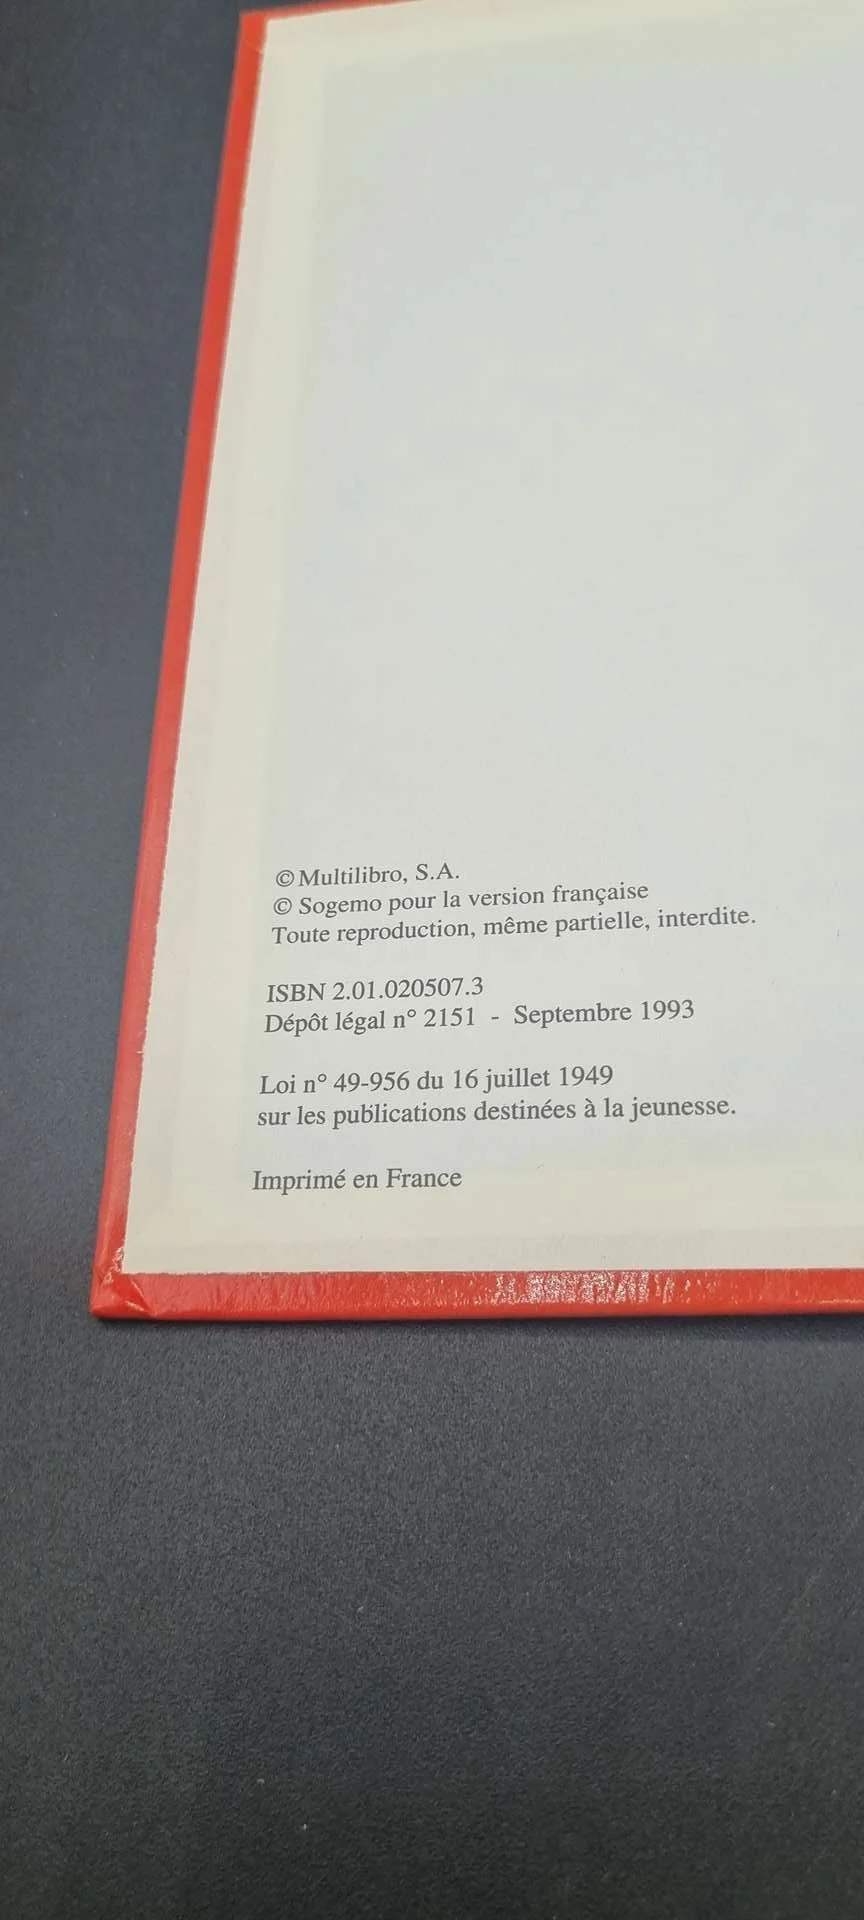 © Multilibro, S.A.
© Sogemo pour la version française
Toute reproduction, même partielle, interdite.
ISBN 2.01.020507.3
Dépôt légal n° 2151 - Septembre 1993
Loi n° 49-956 du 16 juillet 1949
sur les publications destinées à la jeunesse.
Imprimé en France